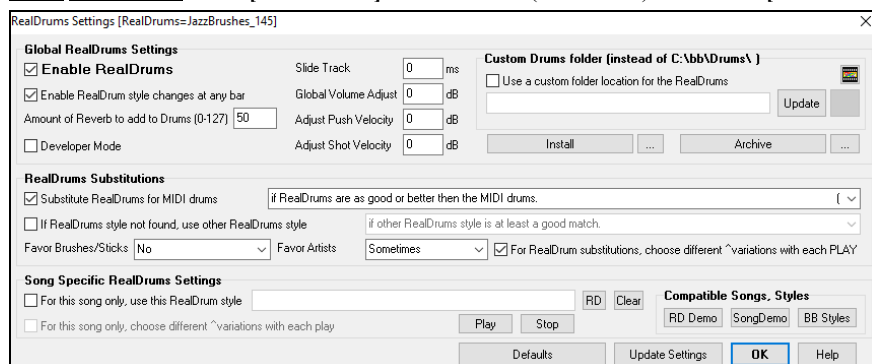 RealDrums Settings [RealDrums=JazzBrushes_145]
Global RealDrums Settings
Enable RealDrums
Enable RealDrum style changes at any bar
Amount of Reverb to add to Drums (0-127) 50
Developer Mode
Slide Track 0 ms
Global Volume Adjust 0 dB
Adjust Push Velocity 0 dB
Adjust Shot Velocity 0 dB
Custom Drums folder (instead of C:\bb\Drums\ )
Use a custom folder location for the RealDrums
Update
Install ... Archive ...
RealDrums Substitutions
Substitute RealDrums for MIDI drums if RealDrums are as good or better then the MIDI drums. (
If RealDrums style not found, use other RealDrums style if other RealDrums style is at least a good match.
Favor Brushes/Sticks No Favor Artists Sometimes For RealDrum substitutions, choose different ^variations with each PLAY
Song Specific RealDrums Settings
For this song only, use this RealDrum style RD Clear
For this song only, choose different ^variations with each play Play Stop
Compatible Songs, Styles
RD Demo SongDemo BB Styles
Defaults Update Settings OK Help